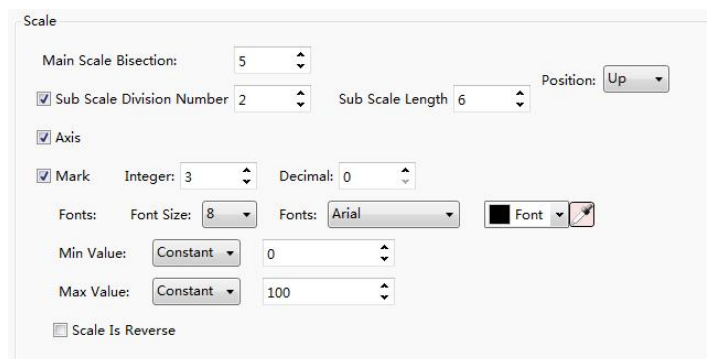 Scale
Main Scale Bisection: 5
Position: Up
Sub Scale Division Number 2 Sub Scale Length 6
Axis
Mark Integer: 3 Decimal: 0
Fonts: Font Size: 8 Fonts: Arial Font
Min Value: Constant 0
Max Value: Constant 100
Scale Is Reverse